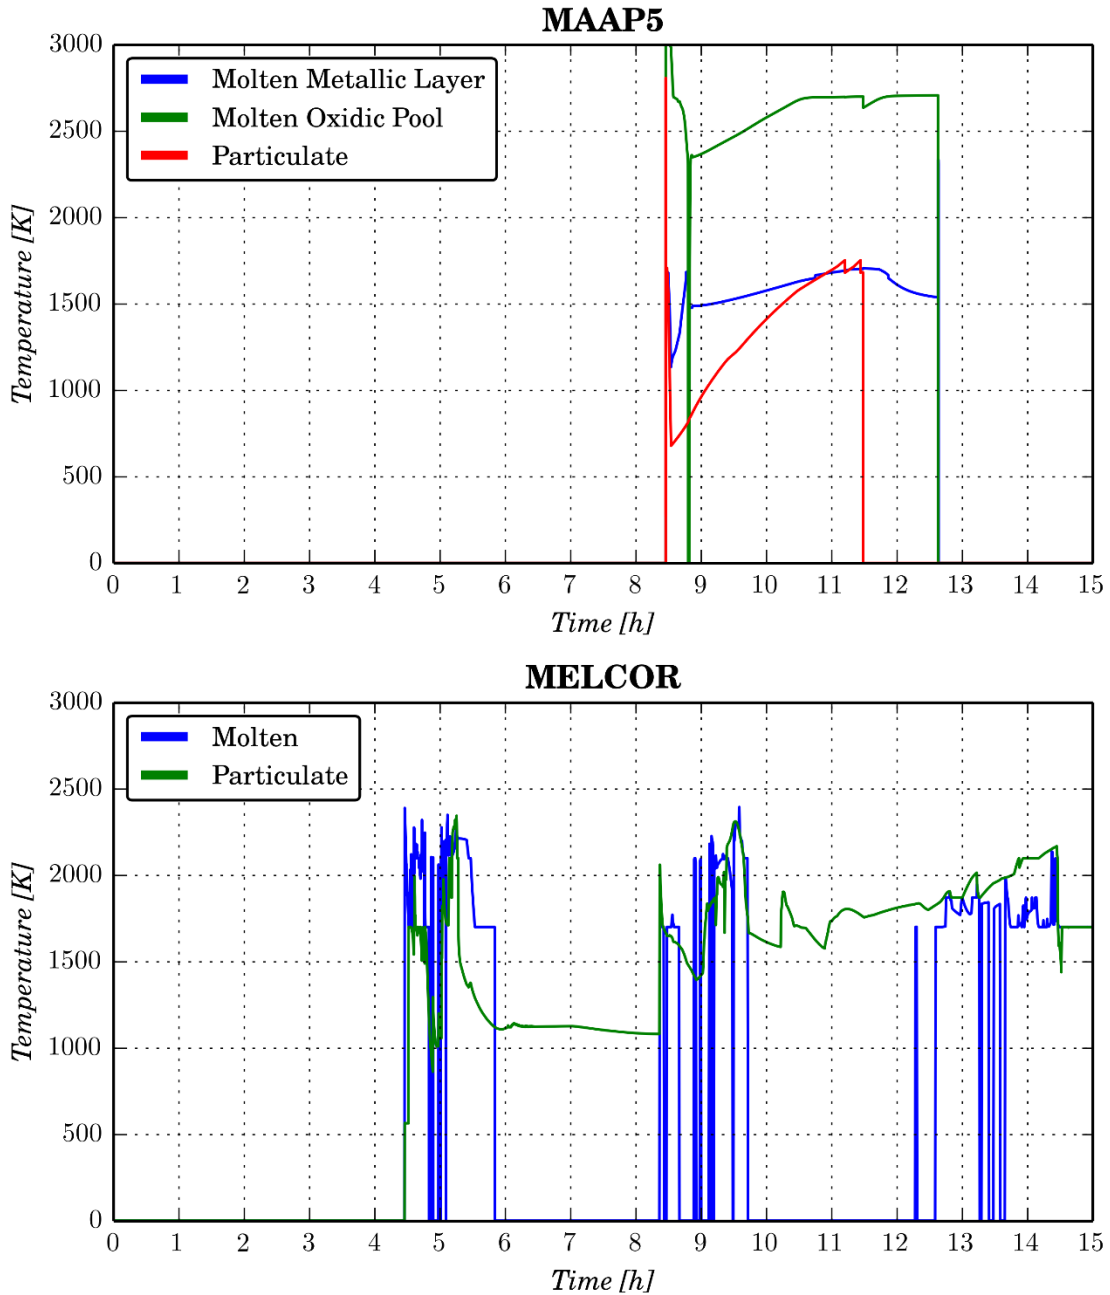 MAAP5
3000
2500
2000
1500
1000
500
0
Temperature [K]
Molten Metallic Layer
Molten Oxidic Pool
Particulate
0 1 2 3 4 5 6 7 8 9 10 11 12 13 14 15
Time [h]
MELCOR
3000
2500
2000
1500
1000
500
0
Temperature [K]
Molten
Particulate
0 1 2 3 4 5 6 7 8 9 10 11 12 13 14 15
Time [h]